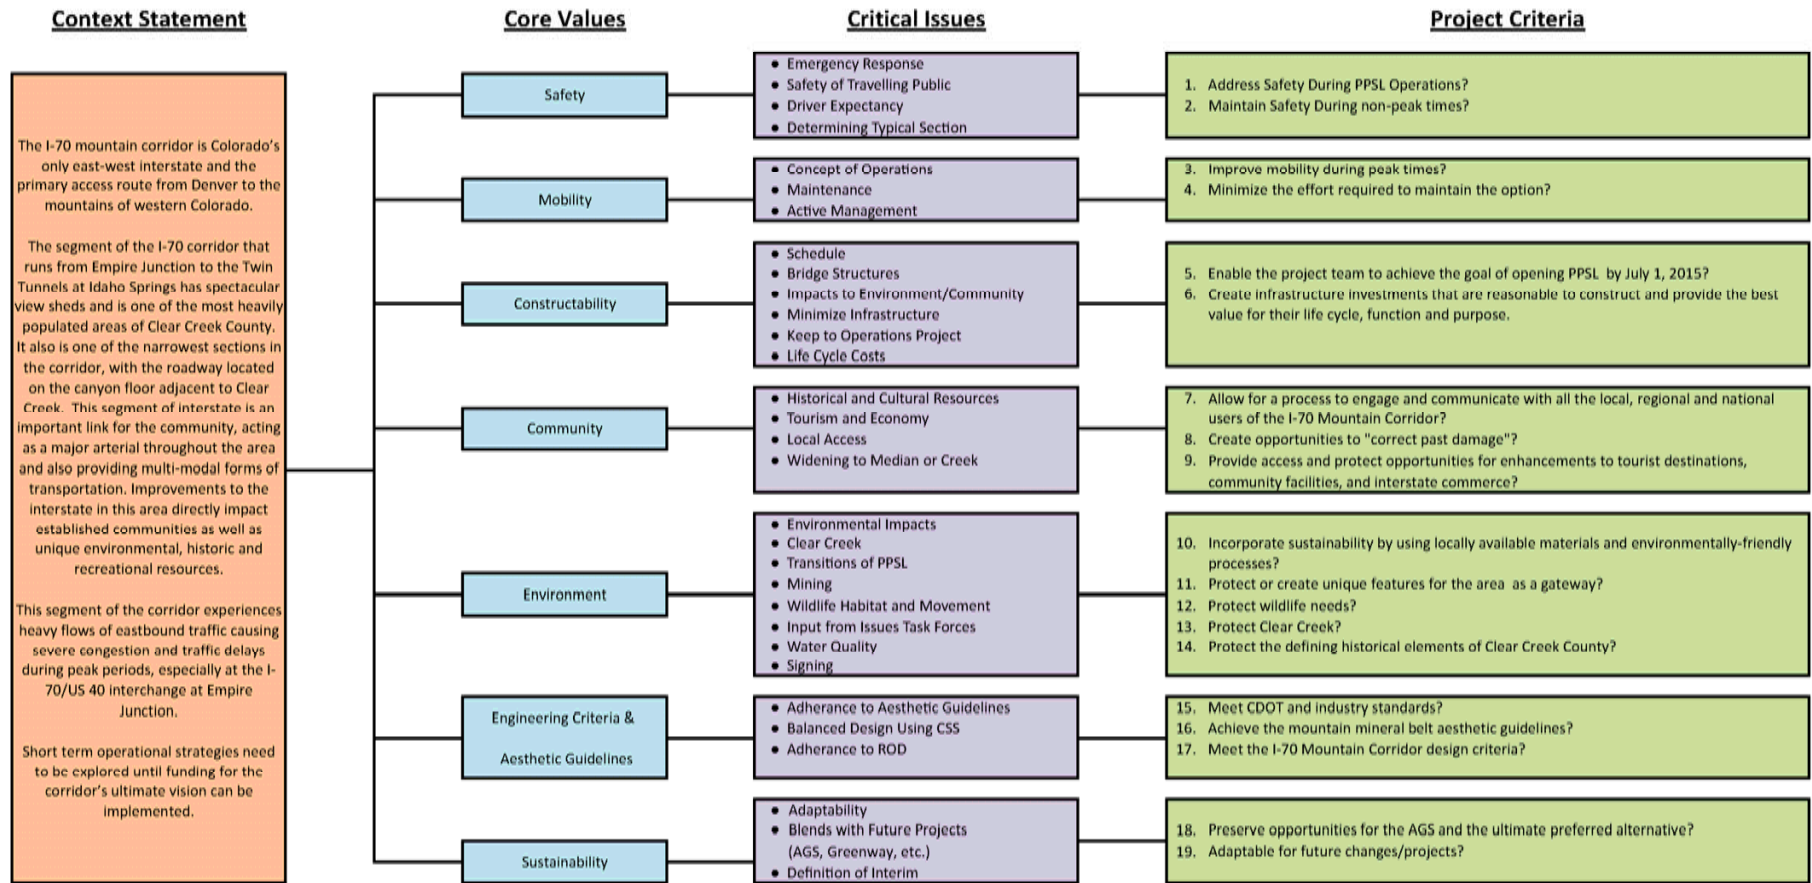 Context Statement
Core Values
Critical Issues
Project Criteria
The I-70 mountain corridor is Colorado's
only east-west interstate and the
primary access route from Denver to the
mountains of western Colorado.
The segment of the I-70 corridor that
runs from Empire Junction to the Twin
Tunnels at Idaho Springs has spectacular
view sheds and is one of the most heavily
populated areas of Clear Creek County.
It also is one of the narrowest sections in
the corridor, with the roadway located
on the canyon floor adjacent to Clear
Creek. This segment of interstate is an
important link for the community, acting
as a major arterial throughout the area
and also providing multi-modal forms of
transportation. Improvements to the
interstate in this area directly impact
established communities as well as
unique environmental, historic and
recreational resources.
This segment of the corridor experiences
heavy flows of eastbound traffic causing
severe congestion and traffic delays
during peak periods, especially at the I-
70/US 40 interchange at Empire
Junction.
Short term operational strategies need
to be explored until funding for the
corridor's ultimate vision can be
implemented.
Safety
• Emergency Response
• Safety of Travelling Public
• Driver Expectancy
• Determining Typical Section
1. Address Safety During PPSL Operations?
2. Maintain Safety During non-peak times?
Mobility
• Concept of Operations
• Maintenance
• Active Management
3. Improve mobility during peak times?
4. Minimize the effort required to maintain the option?
Constructability
• Schedule
• Bridge Structures
• Impacts to Environment/Community
• Minimize Infrastructure
• Keep to Operations Project
• Life Cycle Costs
5. Enable the project team to achieve the goal of opening PPSL by July 1, 2015?
6. Create infrastructure investments that are reasonable to construct and provide the best
value for their life cycle, function and purpose.
Community
• Historical and Cultural Resources
• Tourism and Economy
• Local Access
• Widening to Median or Creek
7. Allow for a process to engage and communicate with all the local, regional and national
users of the I-70 Mountain Corridor?
8. Create opportunities to "correct past damage"?
9. Provide access and protect opportunities for enhancements to tourist destinations,
community facilities, and interstate commerce?
Environment
• Environmental Impacts
• Clear Creek
• Transitions of PPSL
• Mining
• Wildlife Habitat and Movement
• Input from Issues Task Forces
• Water Quality
• Signing
10. Incorporate sustainability by using locally available materials and environmentally-friendly
processes?
11. Protect or create unique features for the area as a gateway?
12. Protect wildlife needs?
13. Protect Clear Creek?
14. Protect the defining historical elements of Clear Creek County?
Engineering Criteria &
Aesthetic Guidelines
• Adherance to Aesthetic Guidelines
• Balanced Design Using CSS
• Adherance to ROD
15. Meet CDOT and industry standards?
16. Achieve the mountain mineral belt aesthetic guidelines?
17. Meet the I-70 Mountain Corridor design criteria?
Sustainability
• Adaptability
• Blends with Future Projects
(AGS, Greenway, etc.)
• Definition of Interim
18. Preserve opportunities for the AGS and the ultimate preferred alternative?
19. Adaptable for future changes/projects?